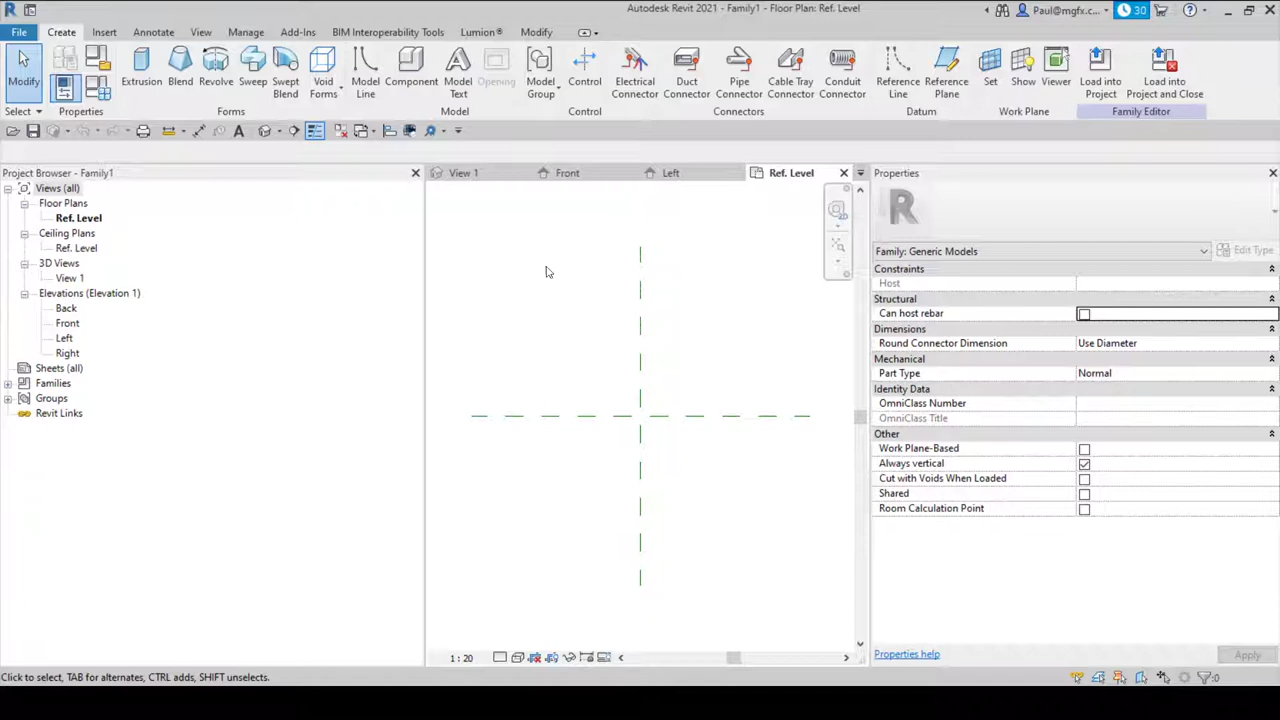 Autodesk Revit 2021 - Family1 - Floor Plan: Ref. Level
Paul@mgfx.c...
30
File Create Insert Annotate View Manage Add-Ins BIM Interoperability Tools Lumion® Modify
Modify
Extrusion
Blend
Revolve
Sweep
Swept
Blend
Void
Forms
Model
Line
Component
Model
Text
Opening
Model
Group
Control
Electrical
Connector
Duct
Connector
Pipe
Connector
Cable Tray
Connector
Conduit
Connector
Reference
Line
Reference
Plane
Set
Show
Viewer
Load into
Project
Load into
Project and Close
Select Properties Forms Model Control Connectors Datum Work Plane Family Editor
Project Browser - Family1
Views (all)
Floor Plans
Ref. Level
Ceiling Plans
Ref. Level
3D Views
View 1
Elevations (Elevation 1)
Back
Front
Left
Right
Sheets (all)
Families
Groups
Revit Links
View 1 Front Left Ref. Level
1 : 20
Properties
Family: Generic Models Edit Type
Constraints
Host
Structural
Can host rebar
Dimensions
Round Connector Dimension Use Diameter
Mechanical
Part Type Normal
Identity Data
OmniClass Number
OmniClass Title
Other
Work Plane-Based
Always vertical
Cut with Voids When Loaded
Shared
Room Calculation Point
Properties help Apply
Click to select, TAB for alternates, CTRL adds, SHIFT unselects.
:0